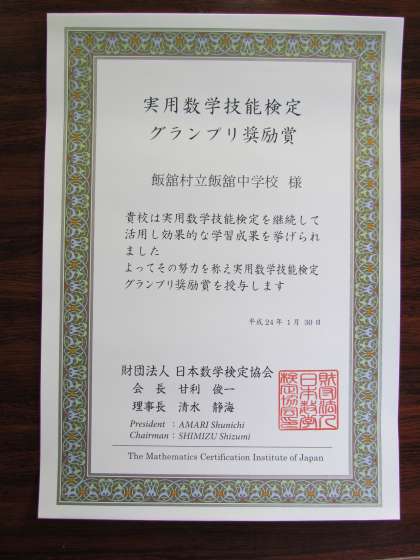 実用数学技能検定
グランプリ奨励賞
飯舘村立飯舘中学校 様
貴校は実用数学技能検定を継続して
活用し効果的な学習成果を挙げられ
ました
よってその努力を称え実用数学技能検定
グランプリ奨励賞を授与します
平成24年 1月 30日
財団法人 日本数学検定協会
会 長 甘利 俊一
理事長 清水 静海
President : AMARI Shunichi
Chairman : SHIMIZU Shizumi
The Mathematics Certification Institute of Japan